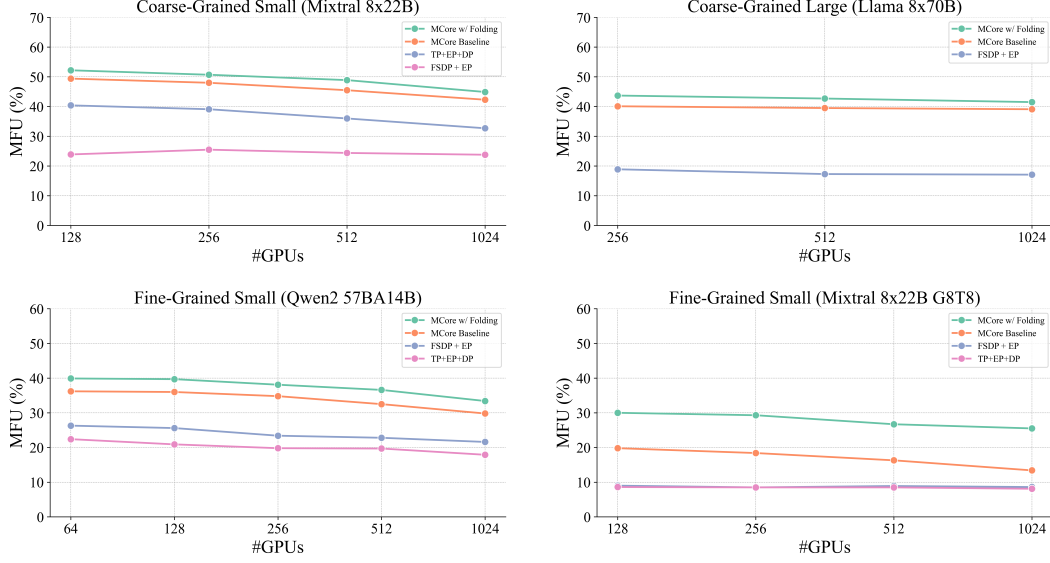 Coarse-Grained Small (Mixtral 8x22B)
70
60
50
40
30
20
10
0
MFU (%)
MCore w/ Folding
MCore Baseline
TP+EP+DP
FSDP + EP
128
256
512
1024
#GPUs
Coarse-Grained Large (Llama 8x70B)
70
60
50
40
30
20
10
0
MFU (%)
MCore w/ Folding
MCore Baseline
FSDP + EP
256
512
1024
#GPUs
Fine-Grained Small (Qwen2 57BA14B)
60
50
40
30
20
10
0
MFU (%)
MCore w/ Folding
MCore Baseline
FSDP + EP
TP+EP+DP
64
128
256
512
1024
#GPUs
Fine-Grained Small (Mixtral 8x22B G8T8)
60
50
40
30
20
10
0
MFU (%)
MCore w/ Folding
MCore Baseline
FSDP + EP
TP+EP+DP
128
256
512
1024
#GPUs